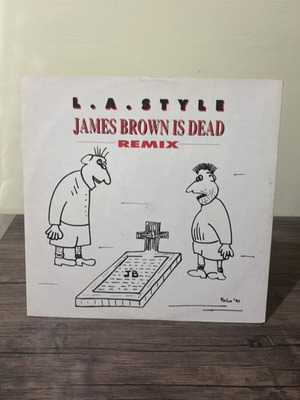 L.A.STYLE
JAMES BROWN IS DEAD
REMIX
JB